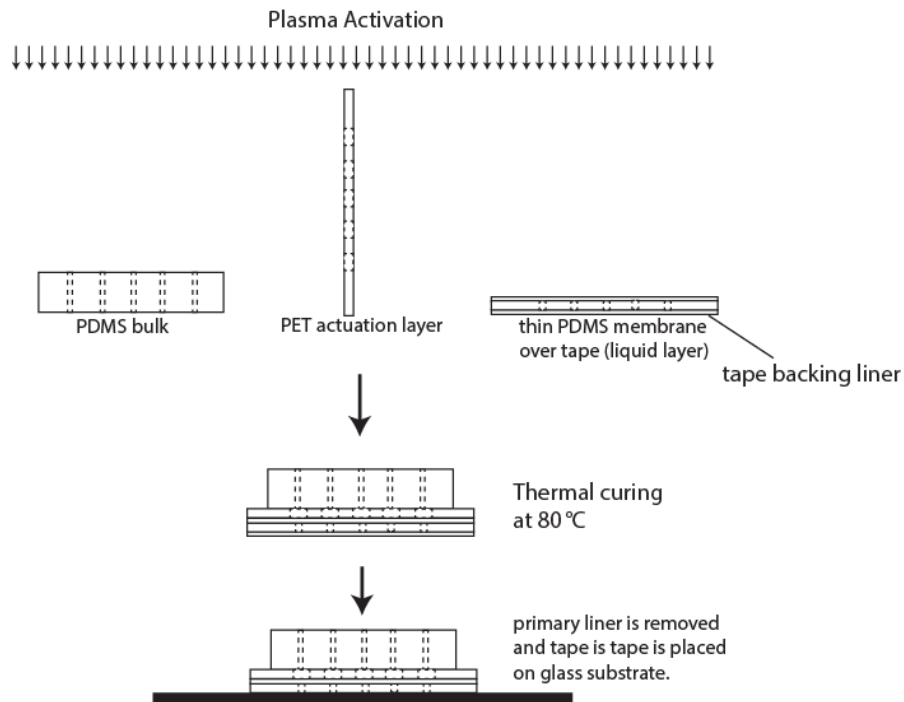 Plasma Activation
PDMS bulk
PET actuation layer
thin PDMS membrane
over tape (liquid layer)
tape backing liner
Thermal curing
at 80 °C
primary liner is removed
and tape is tape is placed
on glass substrate.